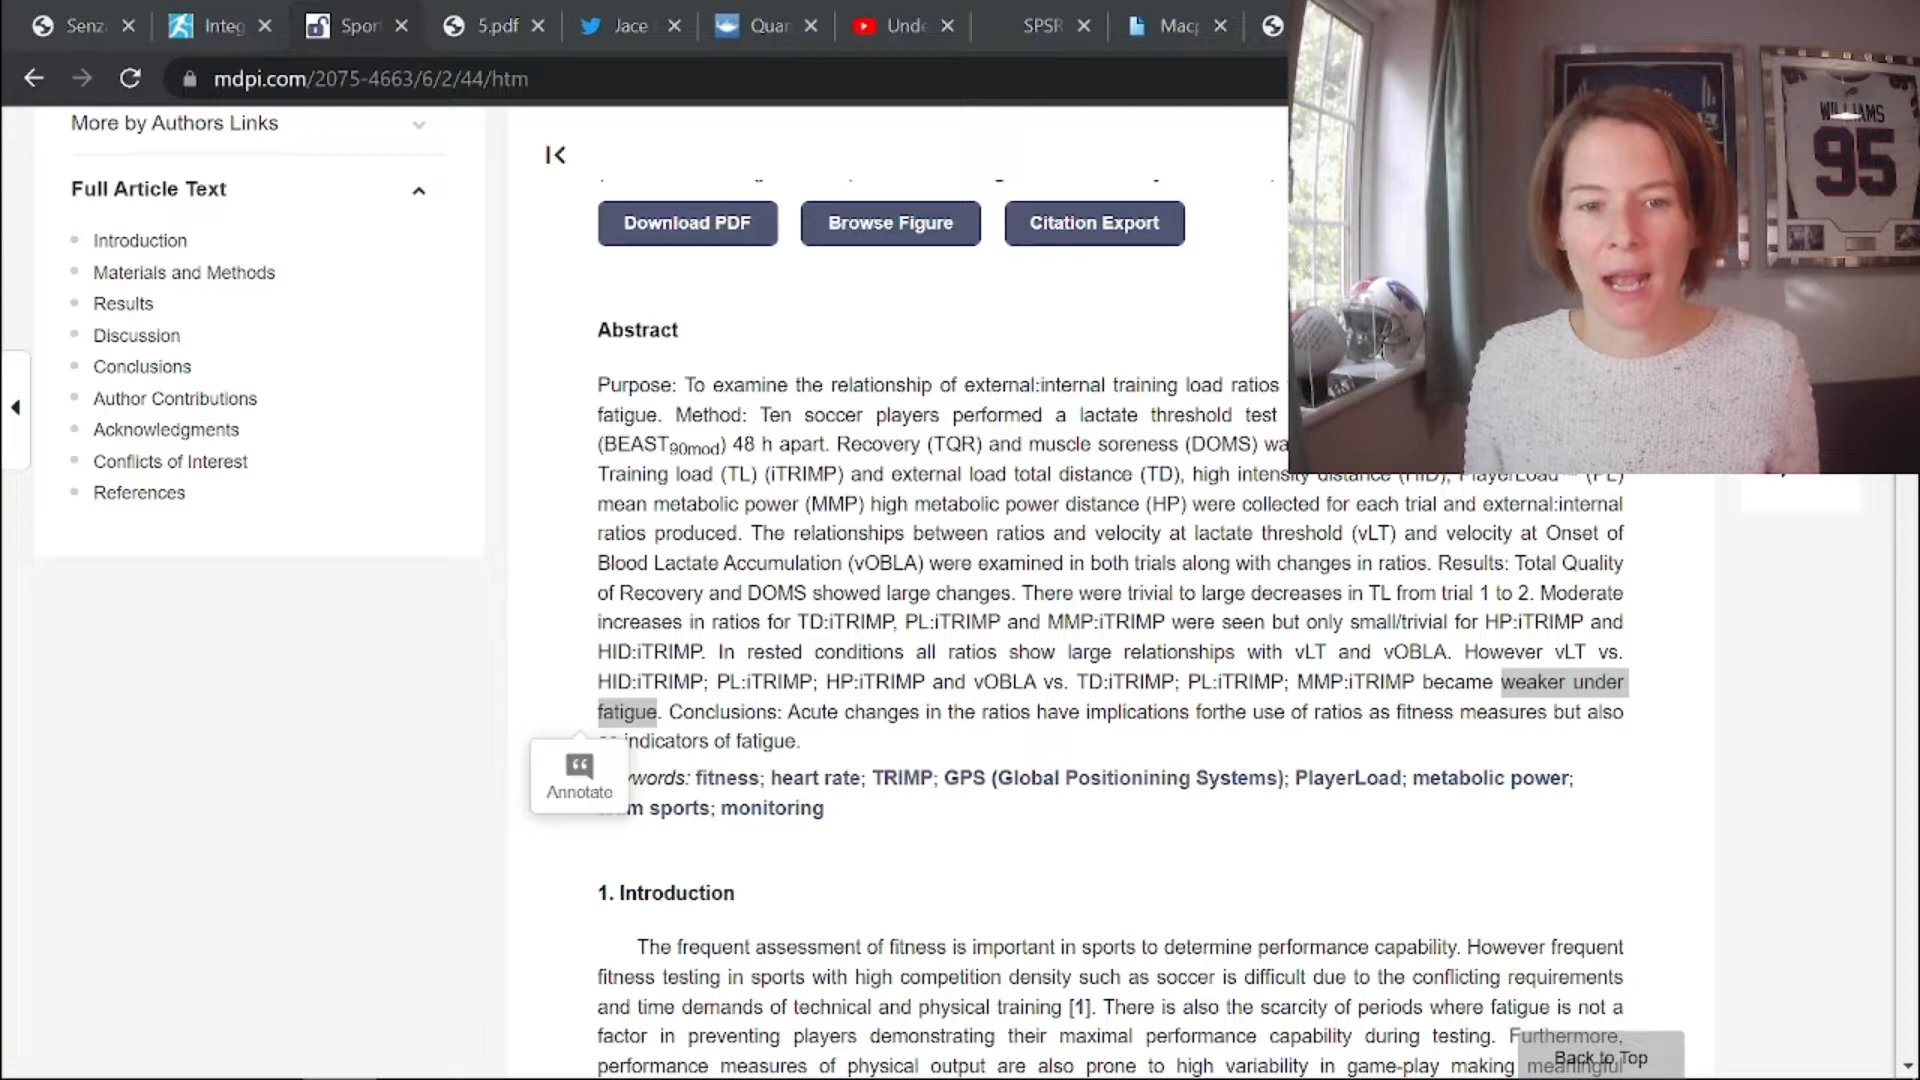 Senz
Integ
Spor
5.pdf
Jace
Quar
Unde
SPSR
Mac
mdpi.com/2075-4663/6/2/44/htm
WILLIAMS
95
More by Authors Links
Full Article Text
Introduction
Materials and Methods
Results
Discussion
Conclusions
Author Contributions
Acknowledgments
Conflicts of Interest
References
Download PDF
Browse Figure
Citation Export
Abstract
Purpose: To examine the relationship of external:internal training load ratios
fatigue. Method: Ten soccer players performed a lactate threshold test
(BEAST90mod) 48 h apart. Recovery (TQR) and muscle soreness (DOMS) wa
Training load (TL) (iTRIMP) and external load total distance (TD), high intensity distance (HID), PlayerLoad™ (PL)
mean metabolic power (MMP) high metabolic power distance (HP) were collected for each trial and external:internal
ratios produced. The relationships between ratios and velocity at lactate threshold (vLT) and velocity at Onset of
Blood Lactate Accumulation (vOBLA) were examined in both trials along with changes in ratios. Results: Total Quality
of Recovery and DOMS showed large changes. There were trivial to large decreases in TL from trial 1 to 2. Moderate
increases in ratios for TD:iTRIMP, PL:iTRIMP and MMP:iTRIMP were seen but only small/trivial for HP:iTRIMP and
HID:iTRIMP. In rested conditions all ratios show large relationships with vLT and vOBLA. However vLT vs.
HID:iTRIMP; PL:iTRIMP; HP:iTRIMP and vOBLA vs. TD:iTRIMP; PL:iTRIMP; MMP:iTRIMP became weaker under
fatigue. Conclusions: Acute changes in the ratios have implications forthe use of ratios as fitness measures but also
indicators of fatigue.
Annotate
words: fitness; heart rate; TRIMP; GPS (Global Positionining Systems); PlayerLoad; metabolic power;
m sports; monitoring
1. Introduction
The frequent assessment of fitness is important in sports to determine performance capability. However frequent
fitness testing in sports with high competition density such as soccer is difficult due to the conflicting requirements
and time demands of technical and physical training [1]. There is also the scarcity of periods where fatigue is not a
factor in preventing players demonstrating their maximal performance capability during testing. Furthermore,
performance measures of physical output are also prone to high variability in game-play making meaningful
Back to Top